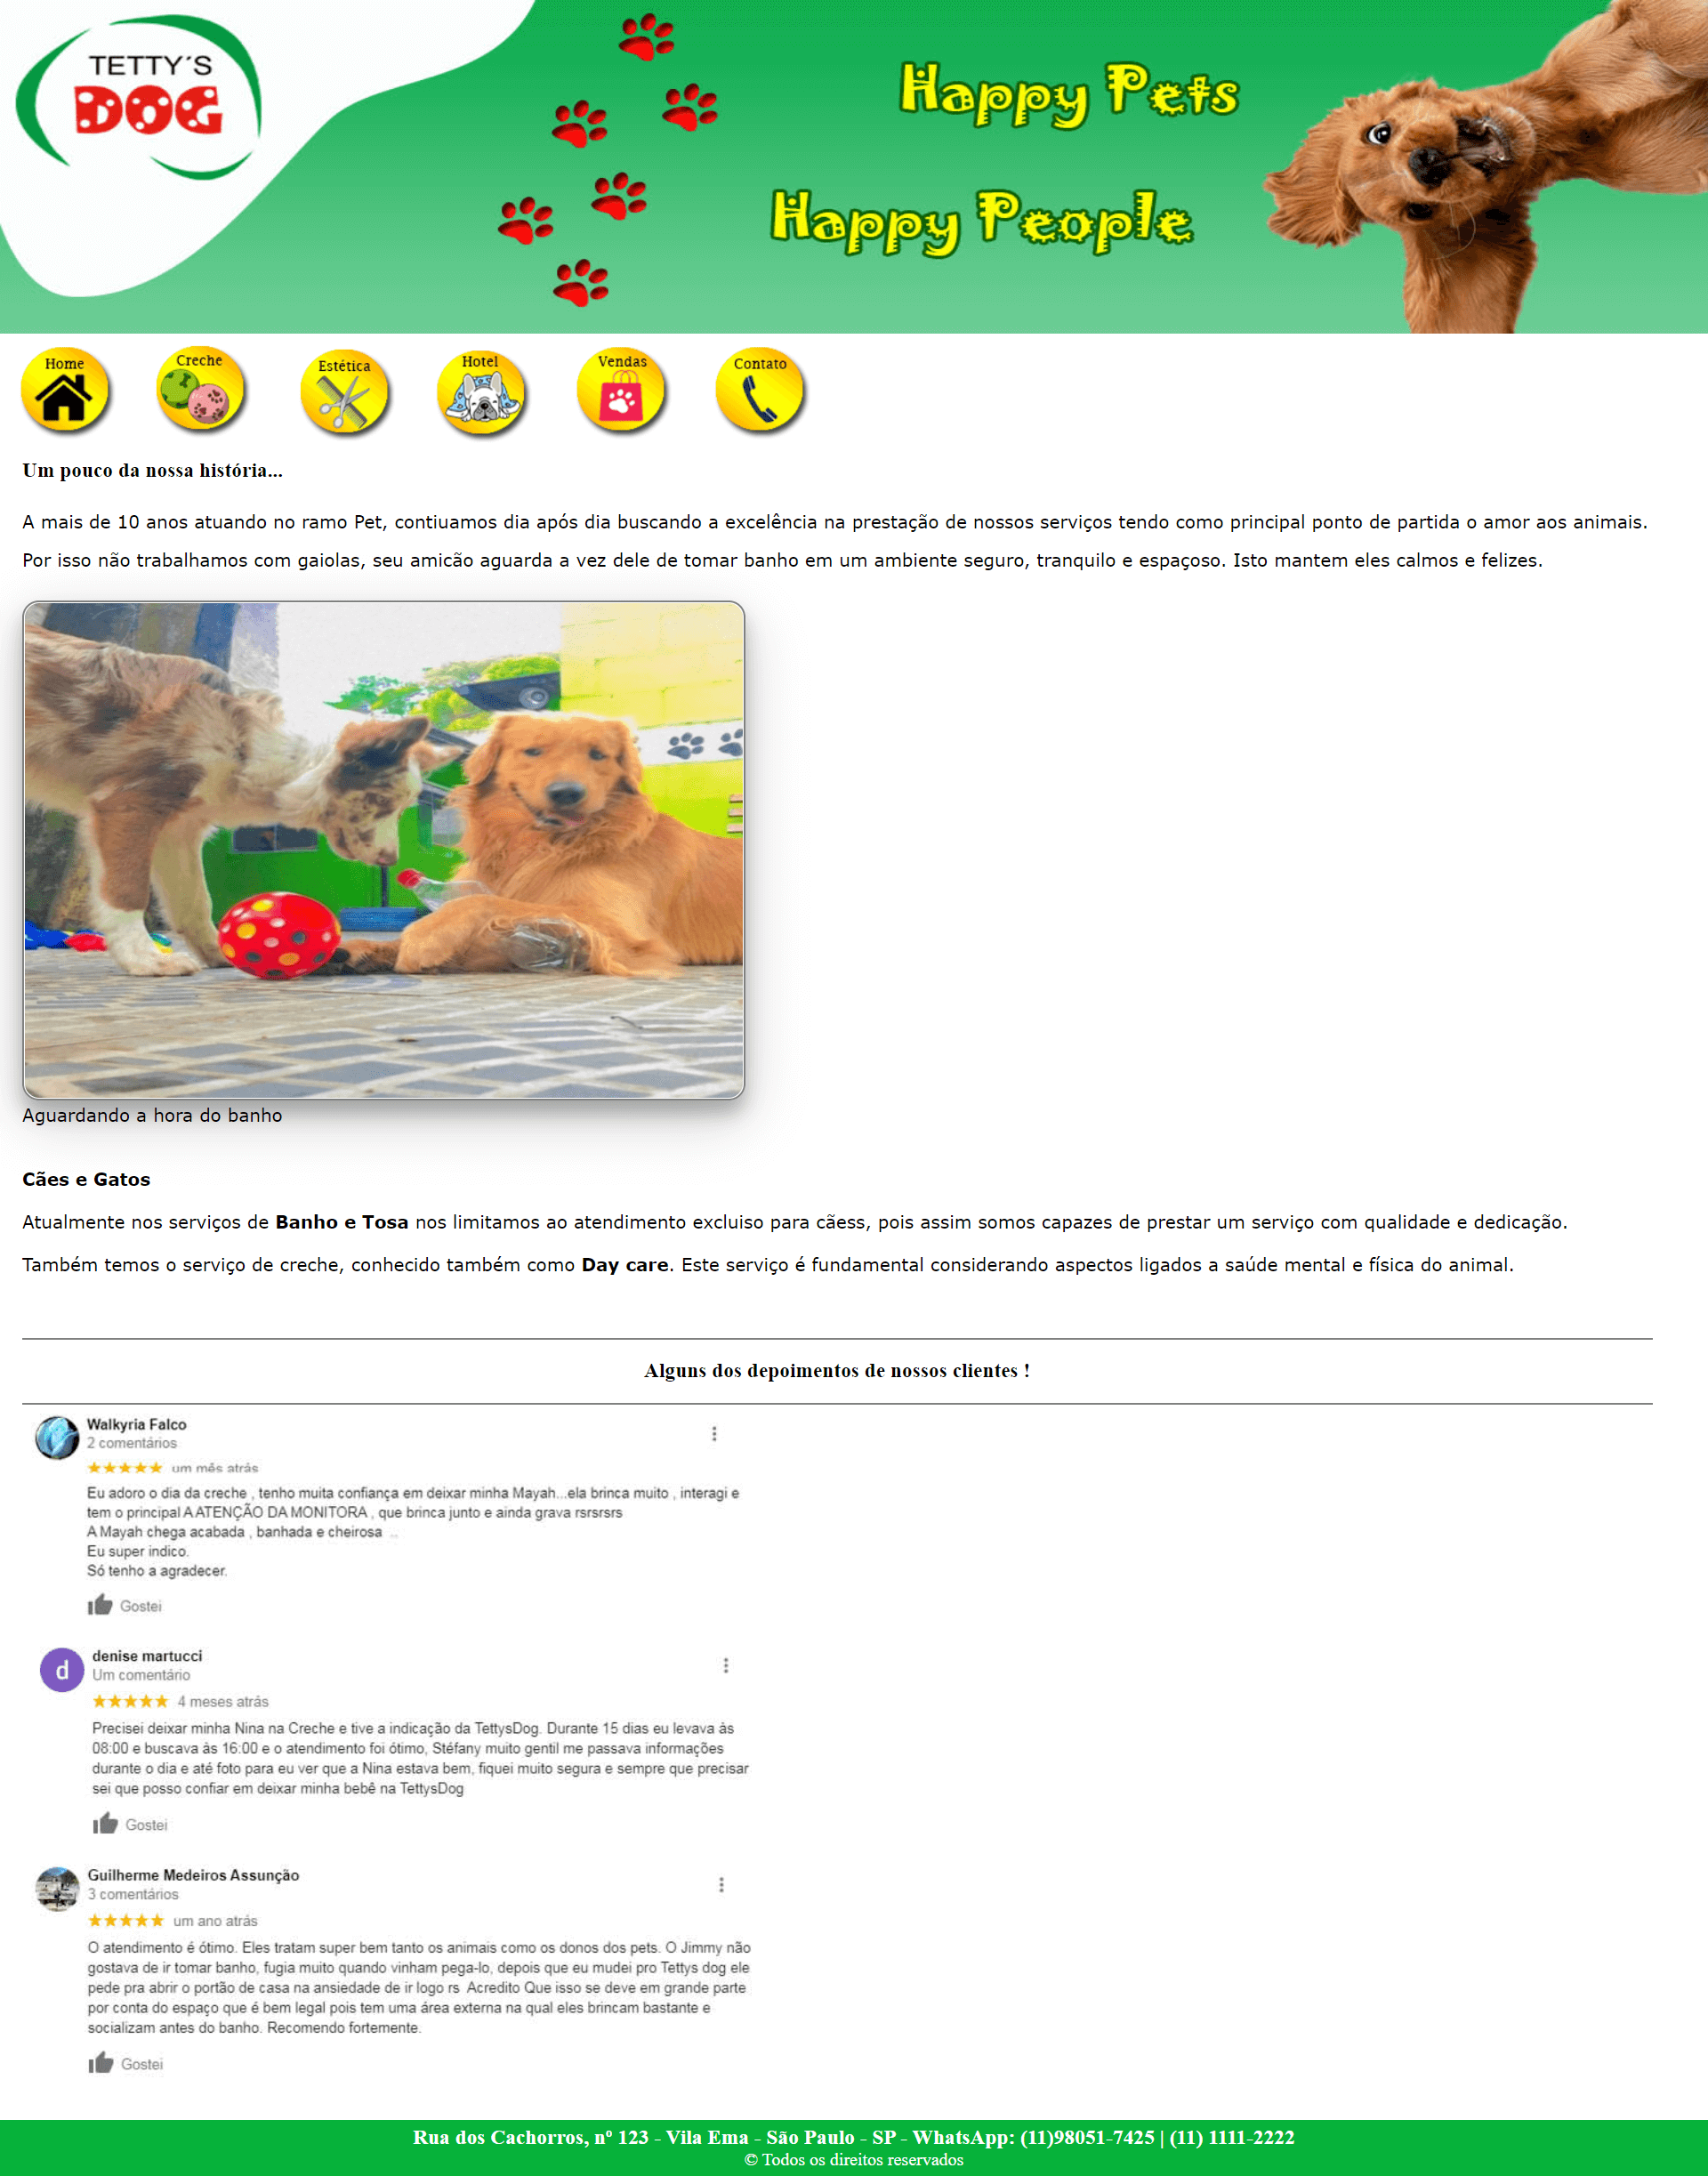 TETTY´S
DOG
Happy Pets
Happy People
Home
Creche
Estética
Hotel
Vendas
Contato
Um pouco da nossa história...
A mais de 10 anos atuando no ramo Pet, contiuamos dia após dia buscando a excelência na prestação de nossos serviços tendo como principal ponto de partida o amor aos animais.
Por isso não trabalhamos com gaiolas, seu amicão aguarda a vez dele de tomar banho em um ambiente seguro, tranquilo e espaçoso. Isto mantem eles calmos e felizes.
Aguardando a hora do banho
Cães e Gatos
Atualmente nos serviços de Banho e Tosa nos limitamos ao atendimento excluiso para cãess, pois assim somos capazes de prestar um serviço com qualidade e dedicação.
Também temos o serviço de creche, conhecido também como Day care. Este serviço é fundamental considerando aspectos ligados a saúde mental e física do animal.
Alguns dos depoimentos de nossos clientes !
Walkyria Falco
2 comentários
um mês atrás
Eu adoro o dia da creche , tenho muita confiança em deixar minha Mayah...ela brinca muito , interagi e
tem o principal A ATENÇÃO DA MONITORA , que brinca junto e ainda grava rsrsrsrs
A Mayah chega acabada , banhada e cheirosa ..
Eu super indico.
Só tenho a agradecer.
Gostei
d
denise martucci
Um comentário
4 meses atrás
Precisei deixar minha Nina na Creche e tive a indicação da TettysDog. Durante 15 dias eu levava às
08:00 e buscava às 16:00 e o atendimento foi ótimo, Stéfany muito gentil me passava informações
durante o dia e até foto para eu ver que a Nina estava bem, fiquei muito segura e sempre que precisar
sei que posso confiar em deixar minha bebê na TettysDog
Gostei
Guilherme Medeiros Assunção
3 comentários
um ano atrás
O atendimento é ótimo. Eles tratam super bem tanto os animais como os donos dos pets. O Jimmy não
gostava de ir tomar banho, fugia muito quando vinham pega-lo, depois que eu mudei pro Tettys dog ele
pede pra abrir o portão de casa na ansiedade de ir logo rs Acredito Que isso se deve em grande parte
por conta do espaço que é bem legal pois tem uma área externa na qual eles brincam bastante e
socializam antes do banho. Recomendo fortemente.
Gostei
Rua dos Cachorros, nº 123 - Vila Ema - São Paulo - SP - WhatsApp: (11)98051-7425 | (11) 1111-2222
© Todos os direitos reservados